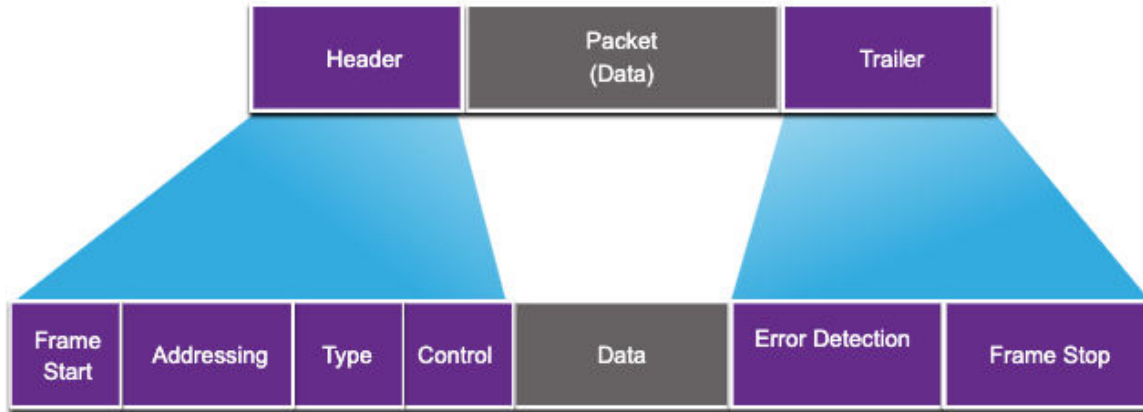 Header
Packet
(Data)
Trailer
Frame
Start
Addressing
Type
Control
Data
Error Detection
Frame Stop